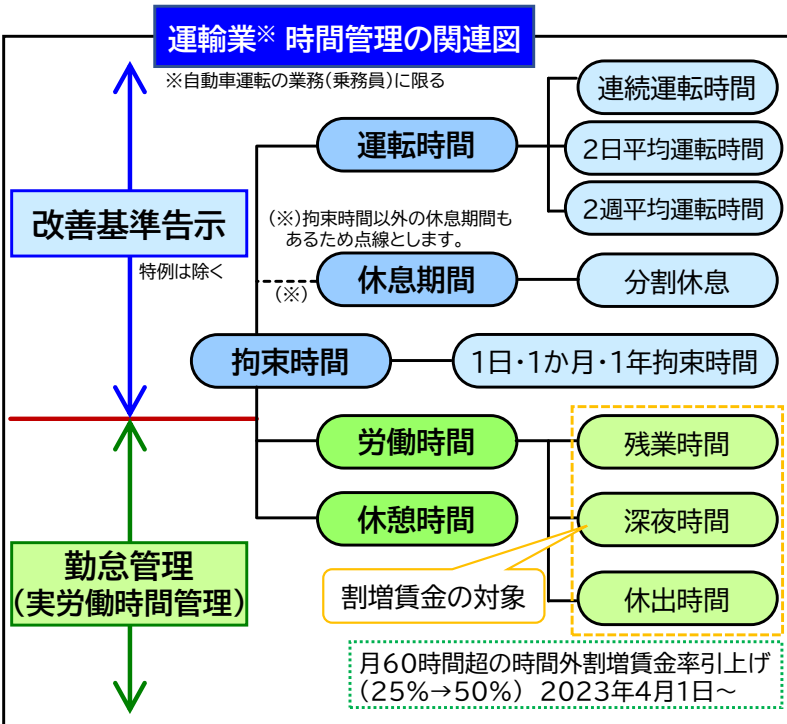 運輸業※ 時間管理の関連図
※自動車運転の業務(乗務員)に限る
連続運転時間
運転時間
2日平均運転時間
2週平均運転時間
改善基準告示
(※)拘束時間以外の休息期間も
あるため点線とします。
特例は除く
(※)
休息期間
分割休息
拘束時間
1日・1か月・1年拘束時間
労働時間
残業時間
休憩時間
深夜時間
勤怠管理
(実労働時間管理)
割増賃金の対象
休出時間
月60時間超の時間外割増賃金率引上げ
(25%→50%) 2023年4月1日～